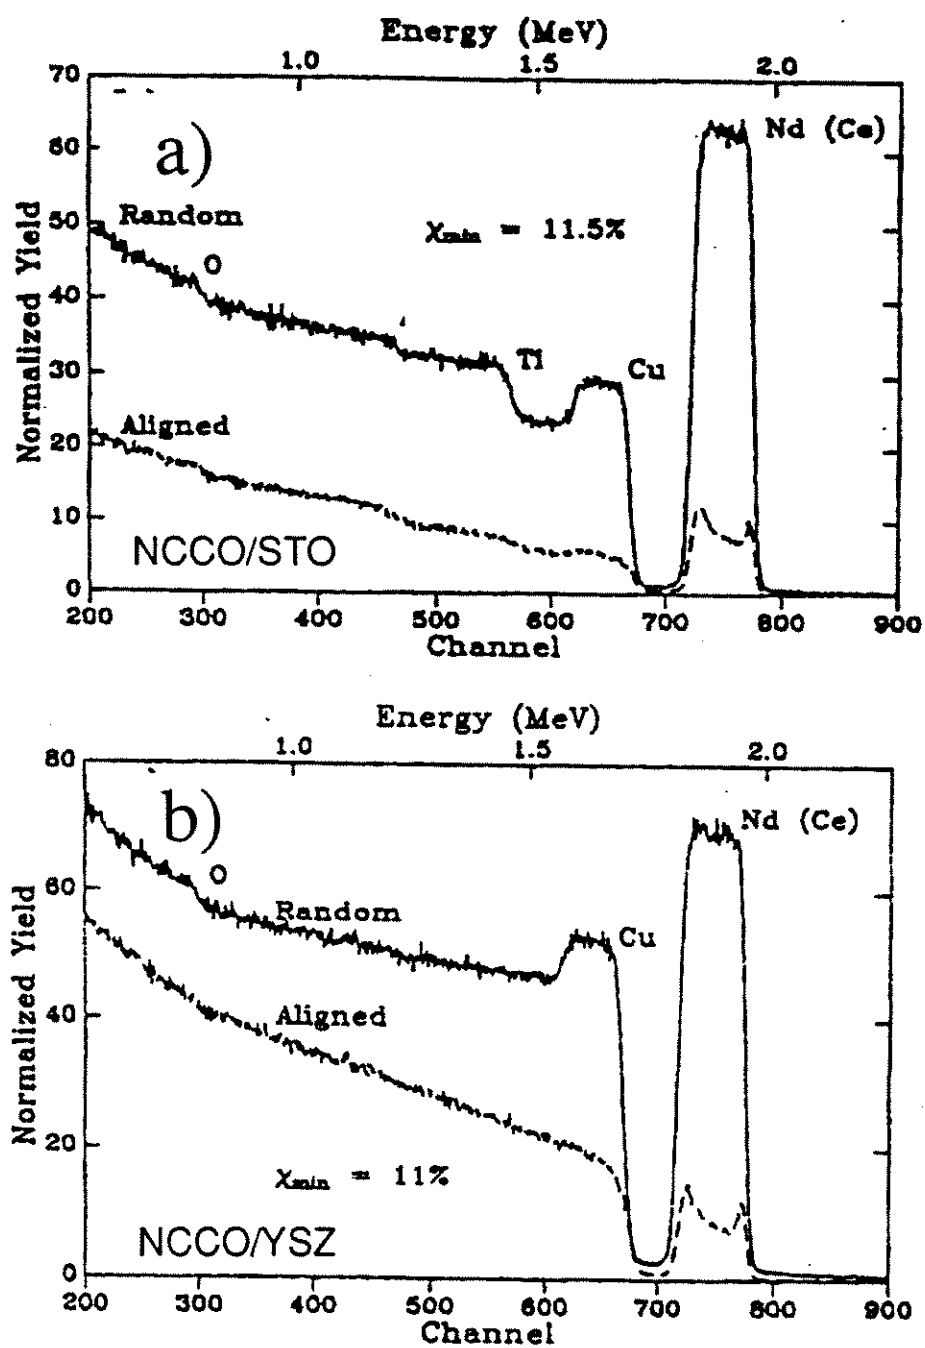 Energy (MeV)
1.0 1.5 2.0
70
60
50
40
30
20
10
0
Normalized Yield
a)
Nd (Ce)
Random
χmin = 11.5%
O
Ti
Cu
Aligned
NCCO/STO
200 300 400 500 600 700 800 900
Channel
Energy (MeV)
1.0 1.5 2.0
80
60
40
20
0
Normalized Yield
b)
Nd (Ce)
O
Random
Cu
Aligned
χmin = 11%
NCCO/YSZ
200 300 400 500 600 700 800 900
Channel